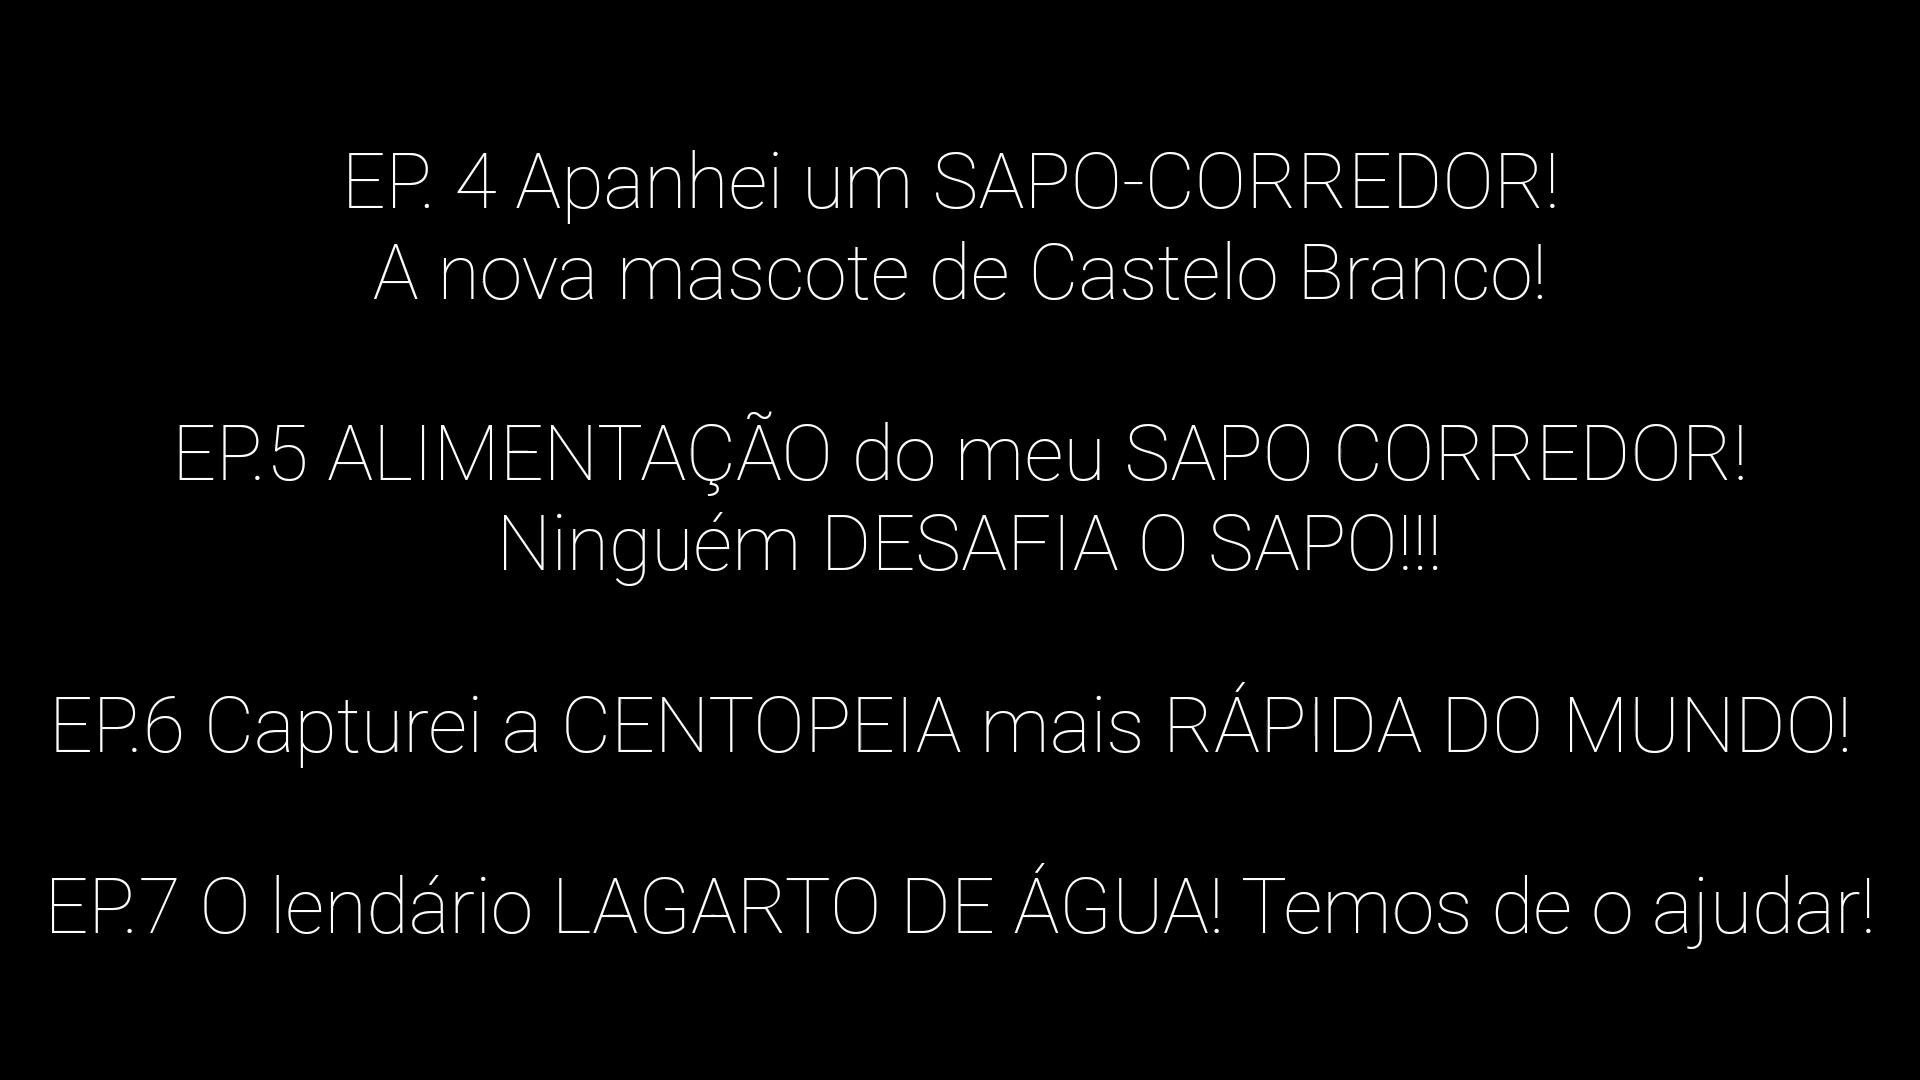 EP. 4 Apanhei um SAPO-CORREDOR!
A nova mascote de Castelo Branco!
EP.5 ALIMENTAÇÃO do meu SAPO CORREDOR!
Ninguém DESAFIA O SAPO!!!
EP.6 Capturei a CENTOPEIA mais RÁPIDA DO MUNDO!
EP.7 O lendário LAGARTO DE ÁGUA! Temos de o ajudar!